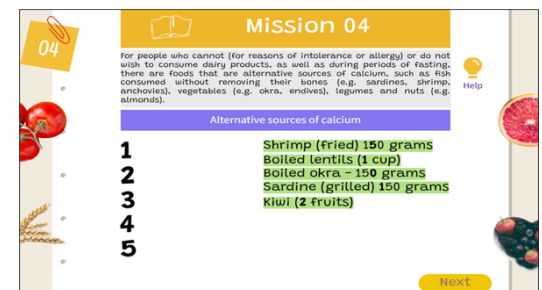 04
Mission 04
For people who cannot (for reasons of intolerance or allergy) or do not
wish to consume dairy products, as well as during periods of fasting,
there are foods that are alternative sources of calcium, such as fish
consumed without removing their bones (e.g. sardines, shrimp,
anchovies), vegetables (e.g. okra, endives), legumes and nuts (e.g.
almonds).
Help
Alternative sources of calcium
1
2
3
4
5
Shrimp (fried) 150 grams
Boiled lentils (1 cup)
Boiled okra - 150 grams
Sardine (grilled) 150 grams
Kiwi (2 fruits)
Next